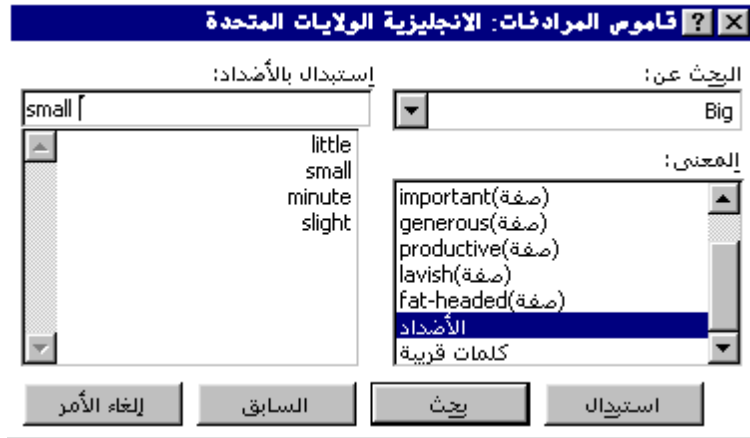 قاموس المرادفات: الانجليزية الولايات المتحدة
البحث عن:
Big
المعنى:
important(صفة)
generous(صفة)
productive(صفة)
lavish(صفة)
fat-headed(صفة)
الأضداد
كلمات قريبة
إستبدال بالأضداد:
small
little
small
minute
slight
استبدال
بحث
السابق
إلغاء الأمر